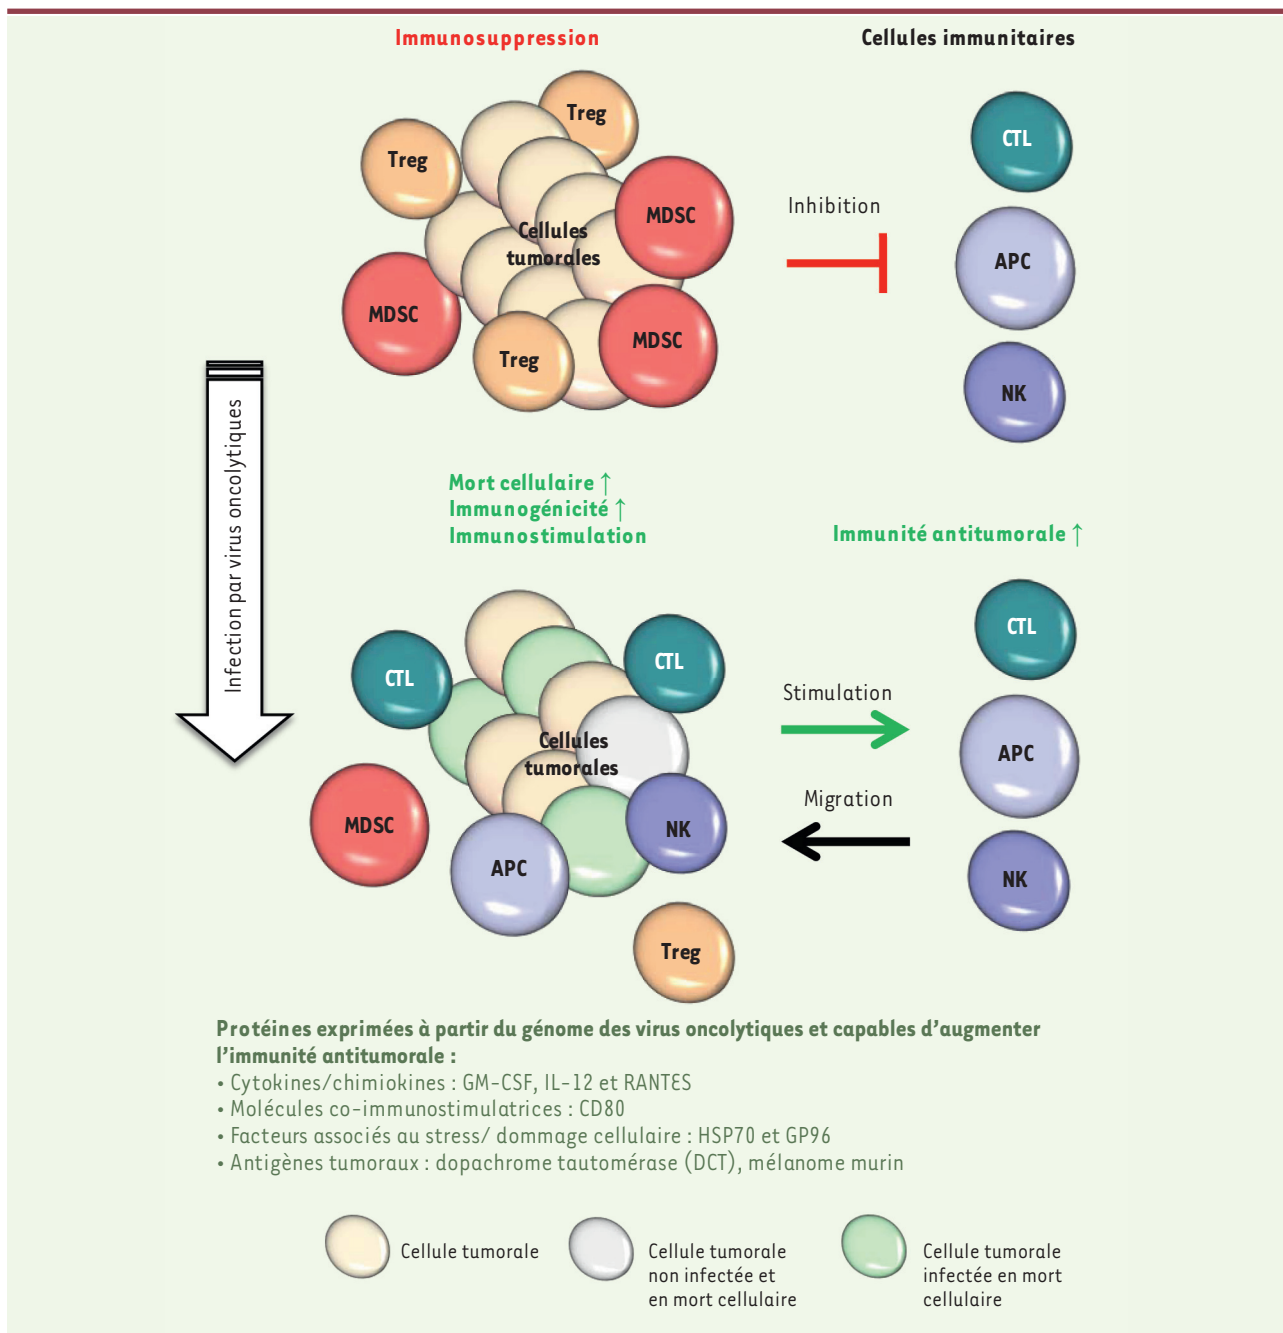 Immunosuppression
Cellules immunitaires
Treg
Treg
MDSC
Cellules
tumorales
MDSC
MDSC
Treg
Inhibition
CTL
APC
NK
Infection par virus oncolytiques
Mort cellulaire ↑
Immunogénicité ↑
Immunostimulation
Immunité antitumorale ↑
CTL
CTL
Cellules
tumorales
MDSC
APC
NK
Treg
Stimulation
Migration
CTL
APC
NK
Protéines exprimées à partir du génome des virus oncolytiques et capables d’augmenter
l’immunité antitumorale :
• Cytokines/chimiokines : GM-CSF, IL-12 et RANTES
• Molécules co-immunostimulatrices : CD80
• Facteurs associés au stress/ dommage cellulaire : HSP70 et GP96
• Antigènes tumoraux : dopachrome tautomérase (DCT), mélanome murin
Cellule tumorale
Cellule tumorale
non infectée et
en mort cellulaire
Cellule tumorale
infectée en mort
cellulaire